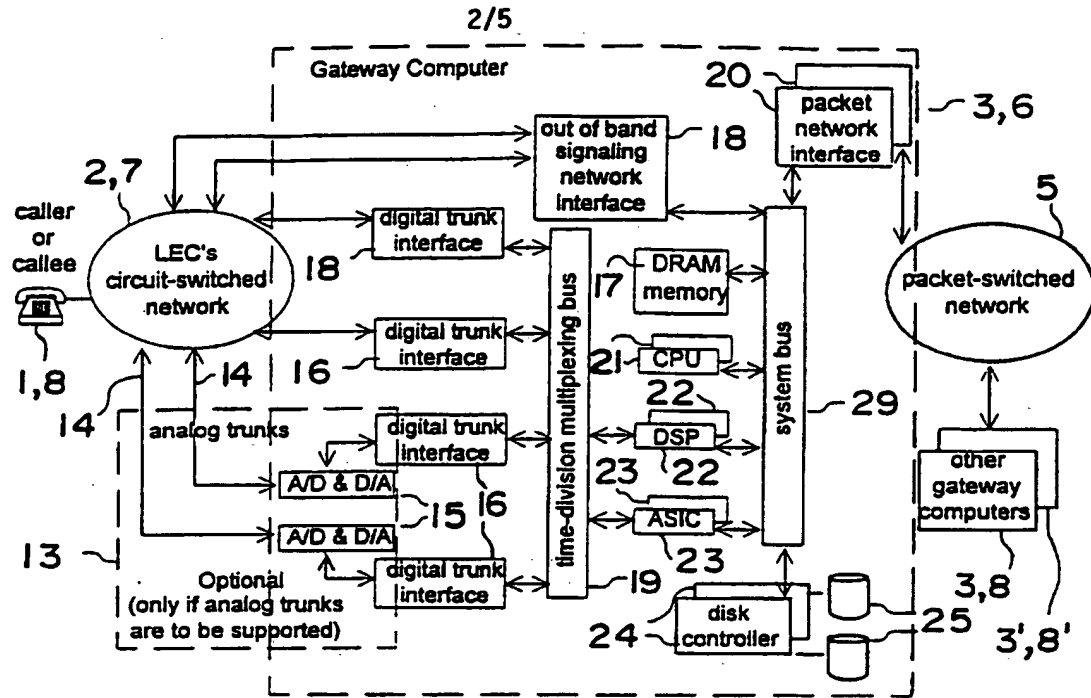 2/5
Gateway Computer
20
packet
network
interface
3,6
out of band
signaling
network
interface
18
2,7
caller
or
callee
LEC's
circuit-switched
network
digital trunk
interface
18
5
packet-switched
network
17
DRAM
memory
1,8
digital trunk
interface
16
time-division multiplexing bus
21
CPU
system bus
29
14
14
22
DSP
22
analog trunks
digital trunk
interface
A/D & D/A
15
16
23
ASIC
23
other
gateway
computers
A/D & D/A
digital trunk
interface
13
19
3,8
3',8'
Optional
(only if analog trunks
are to be supported)
24
disk
controller
25